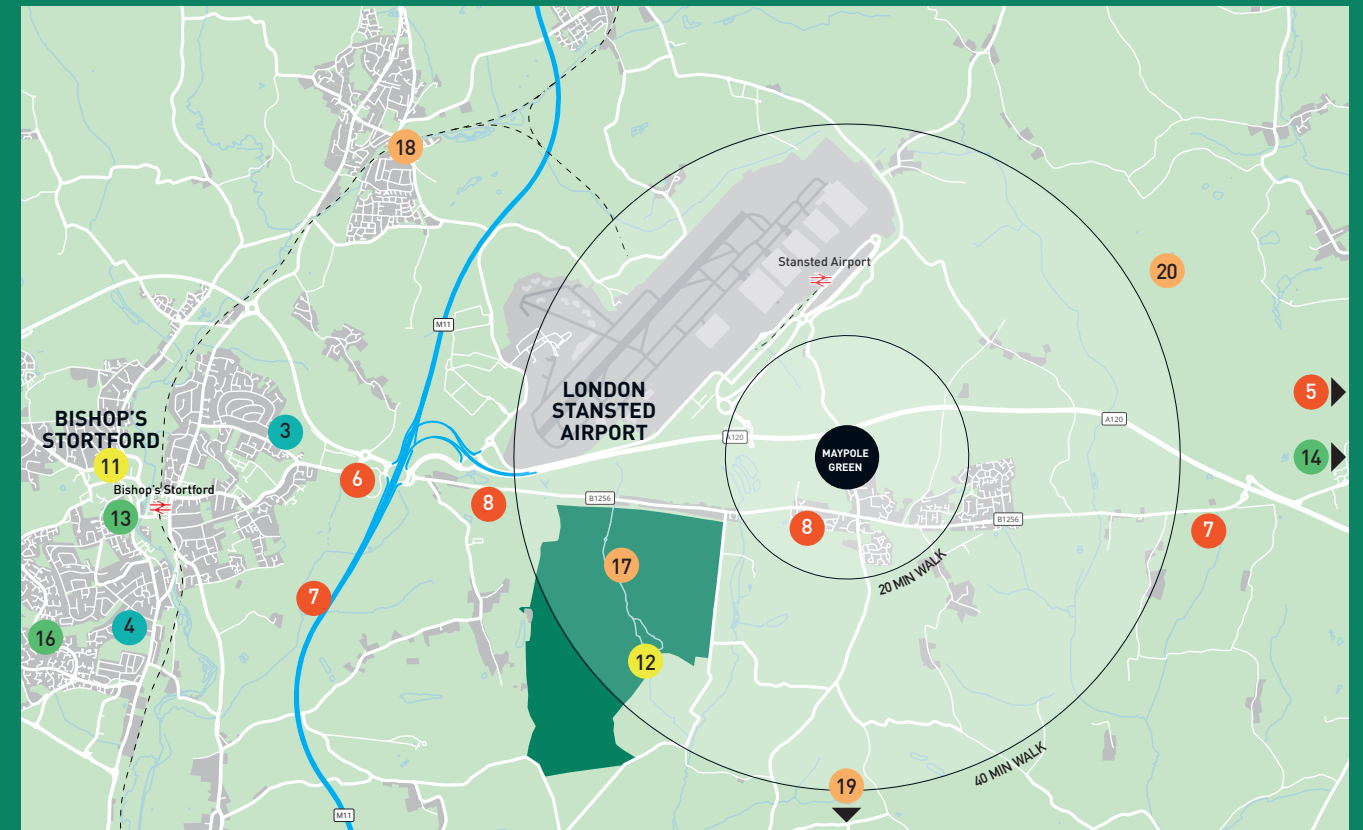 18
Stansted Airport
20
M11
LONDON
STANSTED
AIRPORT
5
BISHOP'S
STORTFORD
3
A120
A120
MAYPOLE
GREEN
14
11
Bishop's Stortford
6
8
B1256
13
8
B1256
7
17
20 MIN WALK
7
4
16
12
40 MIN WALK
19
M11